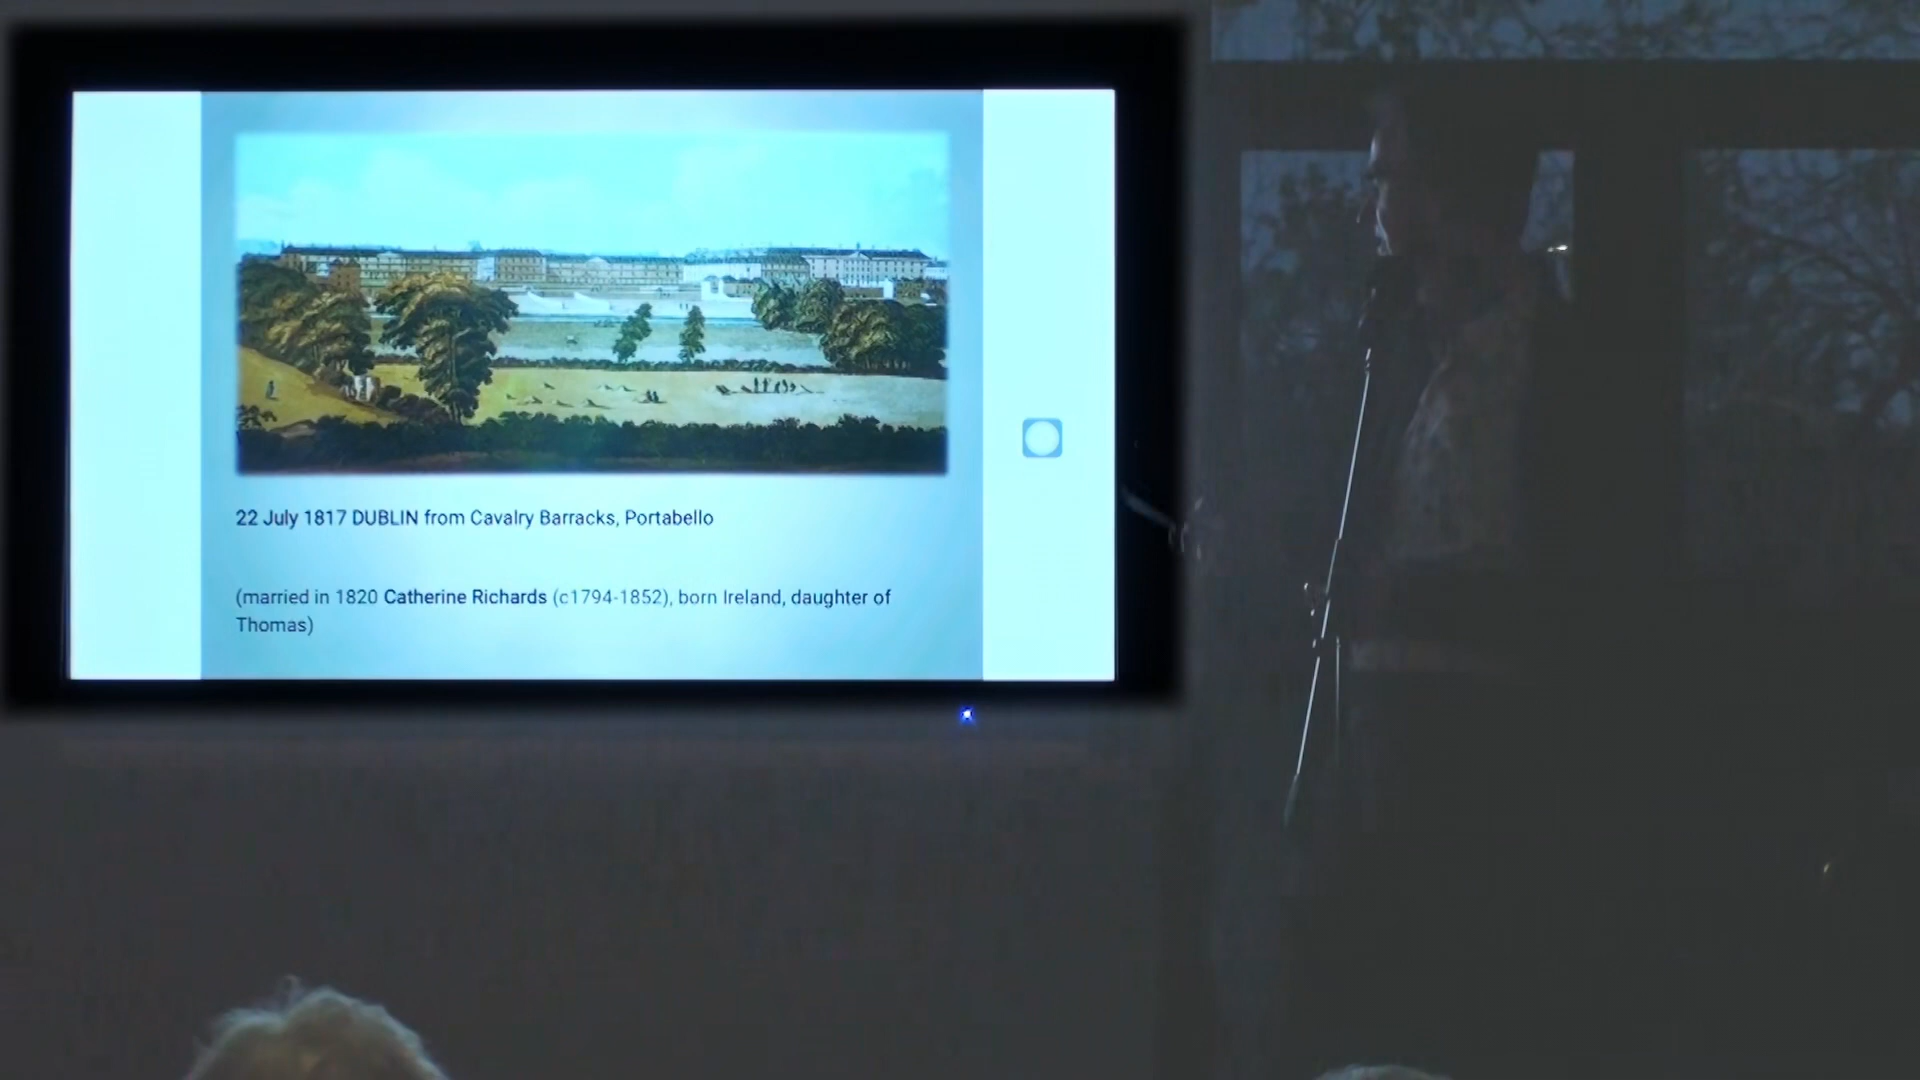 22 July 1817 DUBLIN from Cavalry Barracks, Portabello
(married in 1820 Catherine Richards (c1794-1852), born Ireland, daughter of
Thomas)